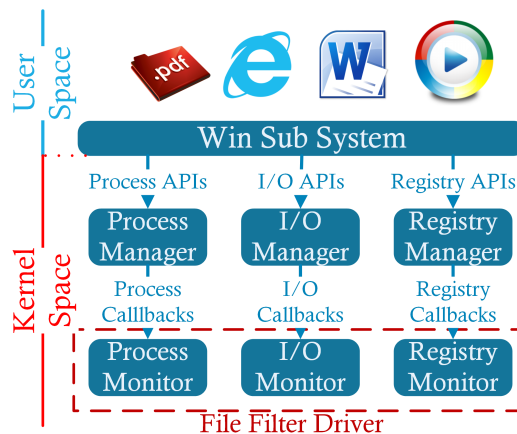 User
Space
.pdf
W
Win Sub System
Process APIs
I/O APIs
Registry APIs
Process
Manager
I/O
Manager
Registry
Manager
Process
Calllbacks
I/O
Callbacks
Registry
Callbacks
Kernel
Space
Process
Monitor
I/O
Monitor
Registry
Monitor
File Filter Driver